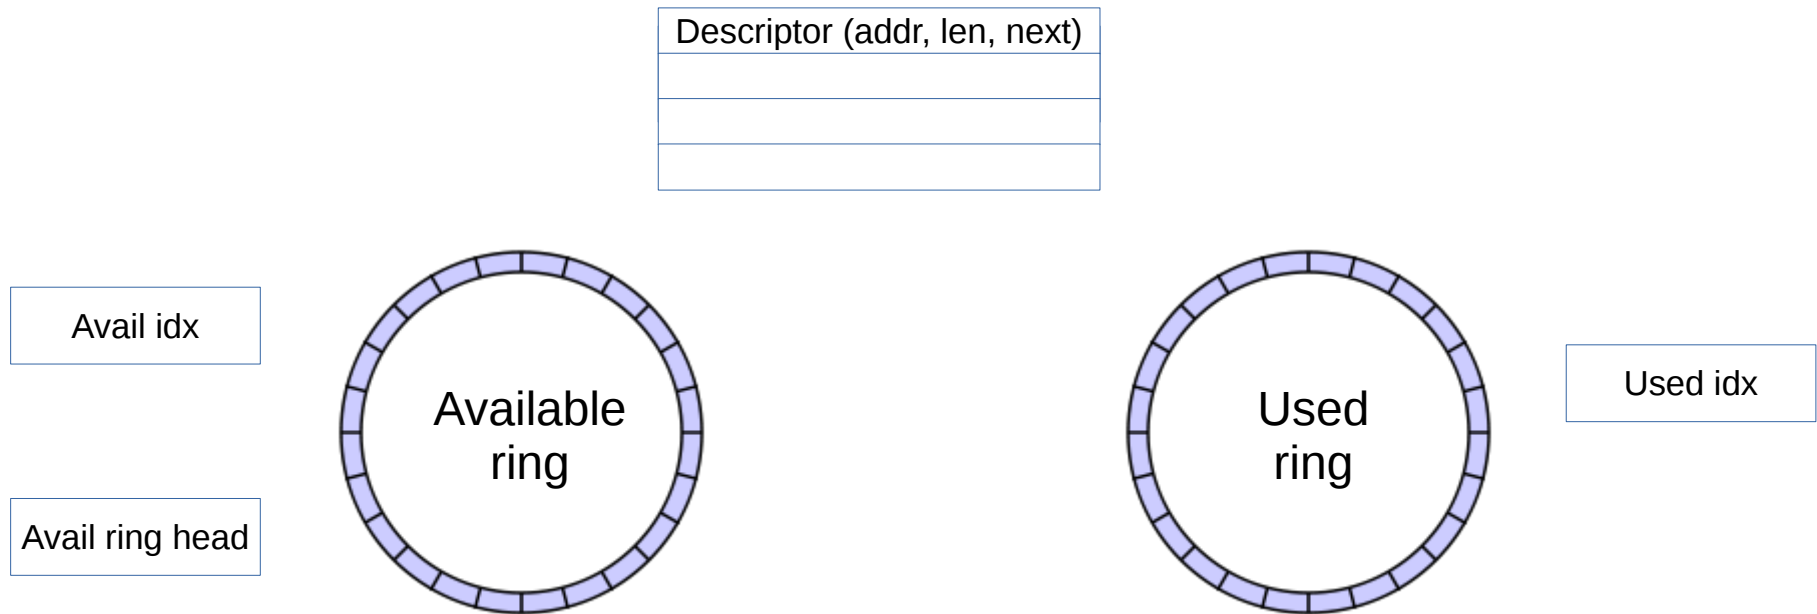 Descriptor (addr, len, next)
Avail idx
Available
ring
Used
ring
Used idx
Avail ring head